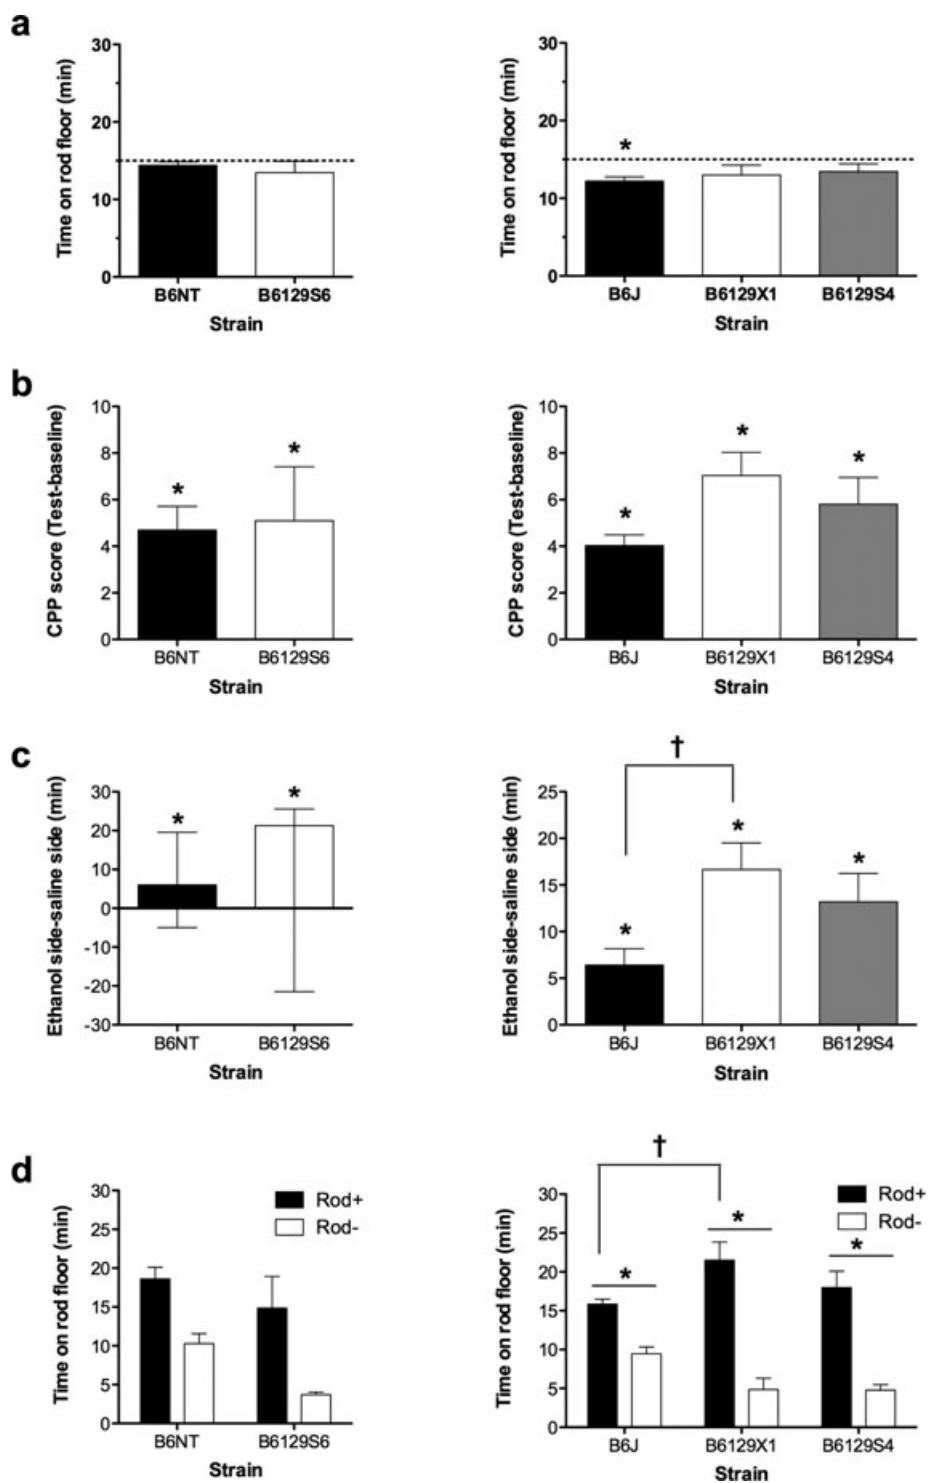 a
Time on rod floor (min)
30
20
10
0
B6NT B6129S6
Strain
Time on rod floor (min)
30
20
10
0
*
B6J B6129X1 B6129S4
Strain
b
CPP score (Test-baseline)
10
8
6
4
2
0
* *
B6NT B6129S6
Strain
CPP score (Test-baseline)
10
8
6
4
2
0
* * *
B6J B6129X1 B6129S4
Strain
c
Ethanol side-saline side (min)
30
20
10
0
-10
-20
-30
* *
B6NT B6129S6
Strain
Ethanol side-saline side (min)
25
20
15
10
5
0
†
* * *
B6J B6129X1 B6129S4
Strain
d
Time on rod floor (min)
30
25
20
15
10
5
0
Rod+
Rod-
B6NT B6129S6
Strain
Time on rod floor (min)
30
25
20
15
10
5
0
†
Rod+
Rod-
* * *
B6J B6129X1 B6129S4
Strain